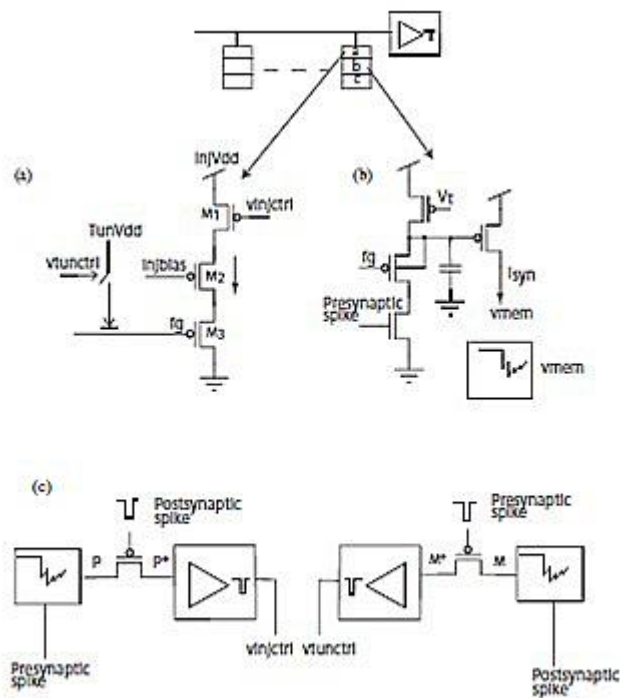 a
b
c
(a)
InjVdd
M1
vinjctrl
TunVdd
vtunctrl
injbias
M2
fg
M3
(b)
Vt
fg
Presynaptic
spike
Isyn
vmem
vmem
(c)
Postsynaptic
spike
Presynaptic
spike
P
P*
M*
M
vinjctrl
vtunctrl
Presynaptic
spike
Postsynaptic
spike